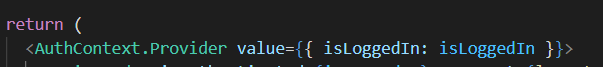 return (
<AuthContext.Provider value={{ isLoggedIn: isLoggedIn }}>